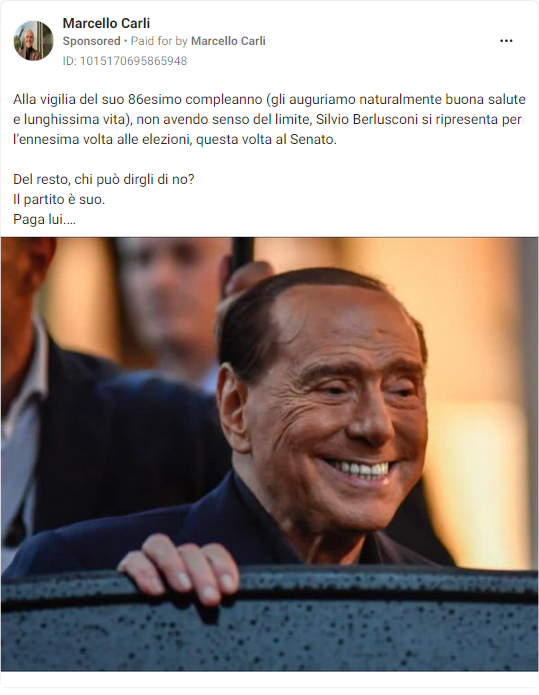 Marcello Carli
Sponsored • Paid for by Marcello Carli
ID: 1015170695865948
Alla vigilia del suo 86esimo compleanno (gli auguriamo naturalmente buona salute
e lunghissima vita), non avendo senso del limite, Silvio Berlusconi si ripresenta per
l'ennesima volta alle elezioni, questa volta al Senato.
Del resto, chi può dirgli di no?
Il partito è suo.
Paga lui....